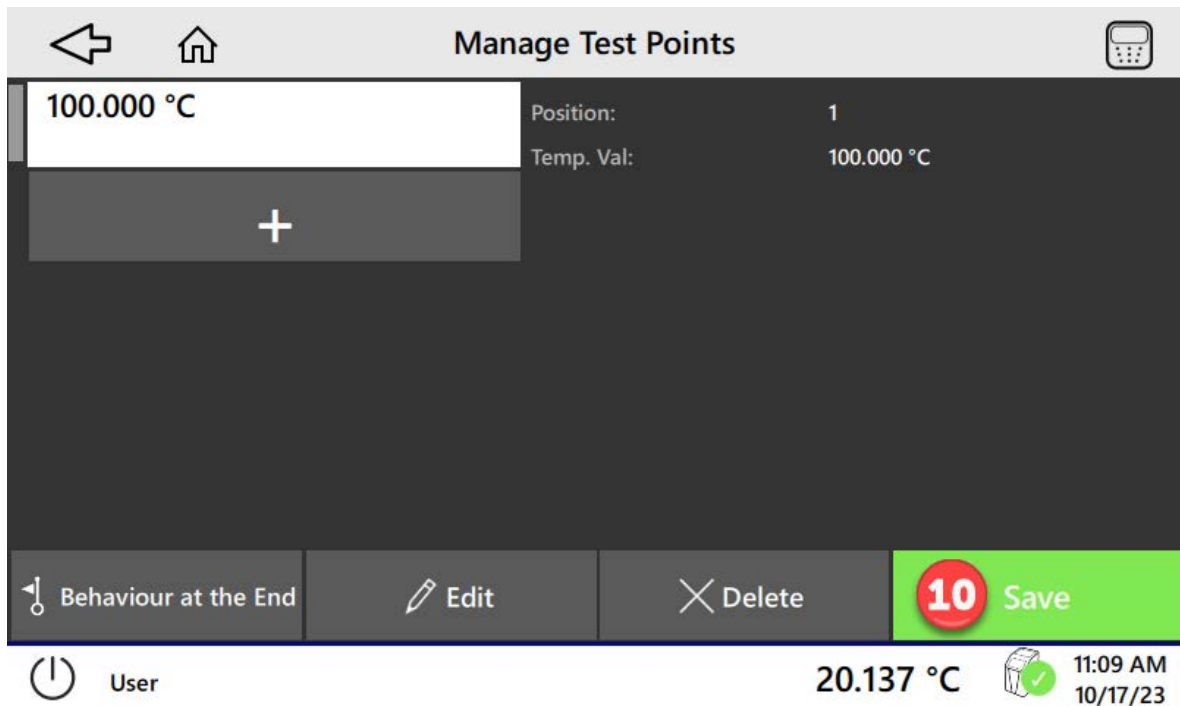 Manage Test Points
100.000 °C
Position: 1
Temp. Val: 100.000 °C
+
Behaviour at the End
Edit
Delete
10 Save
User
20.137 °C
11:09 AM
10/17/23